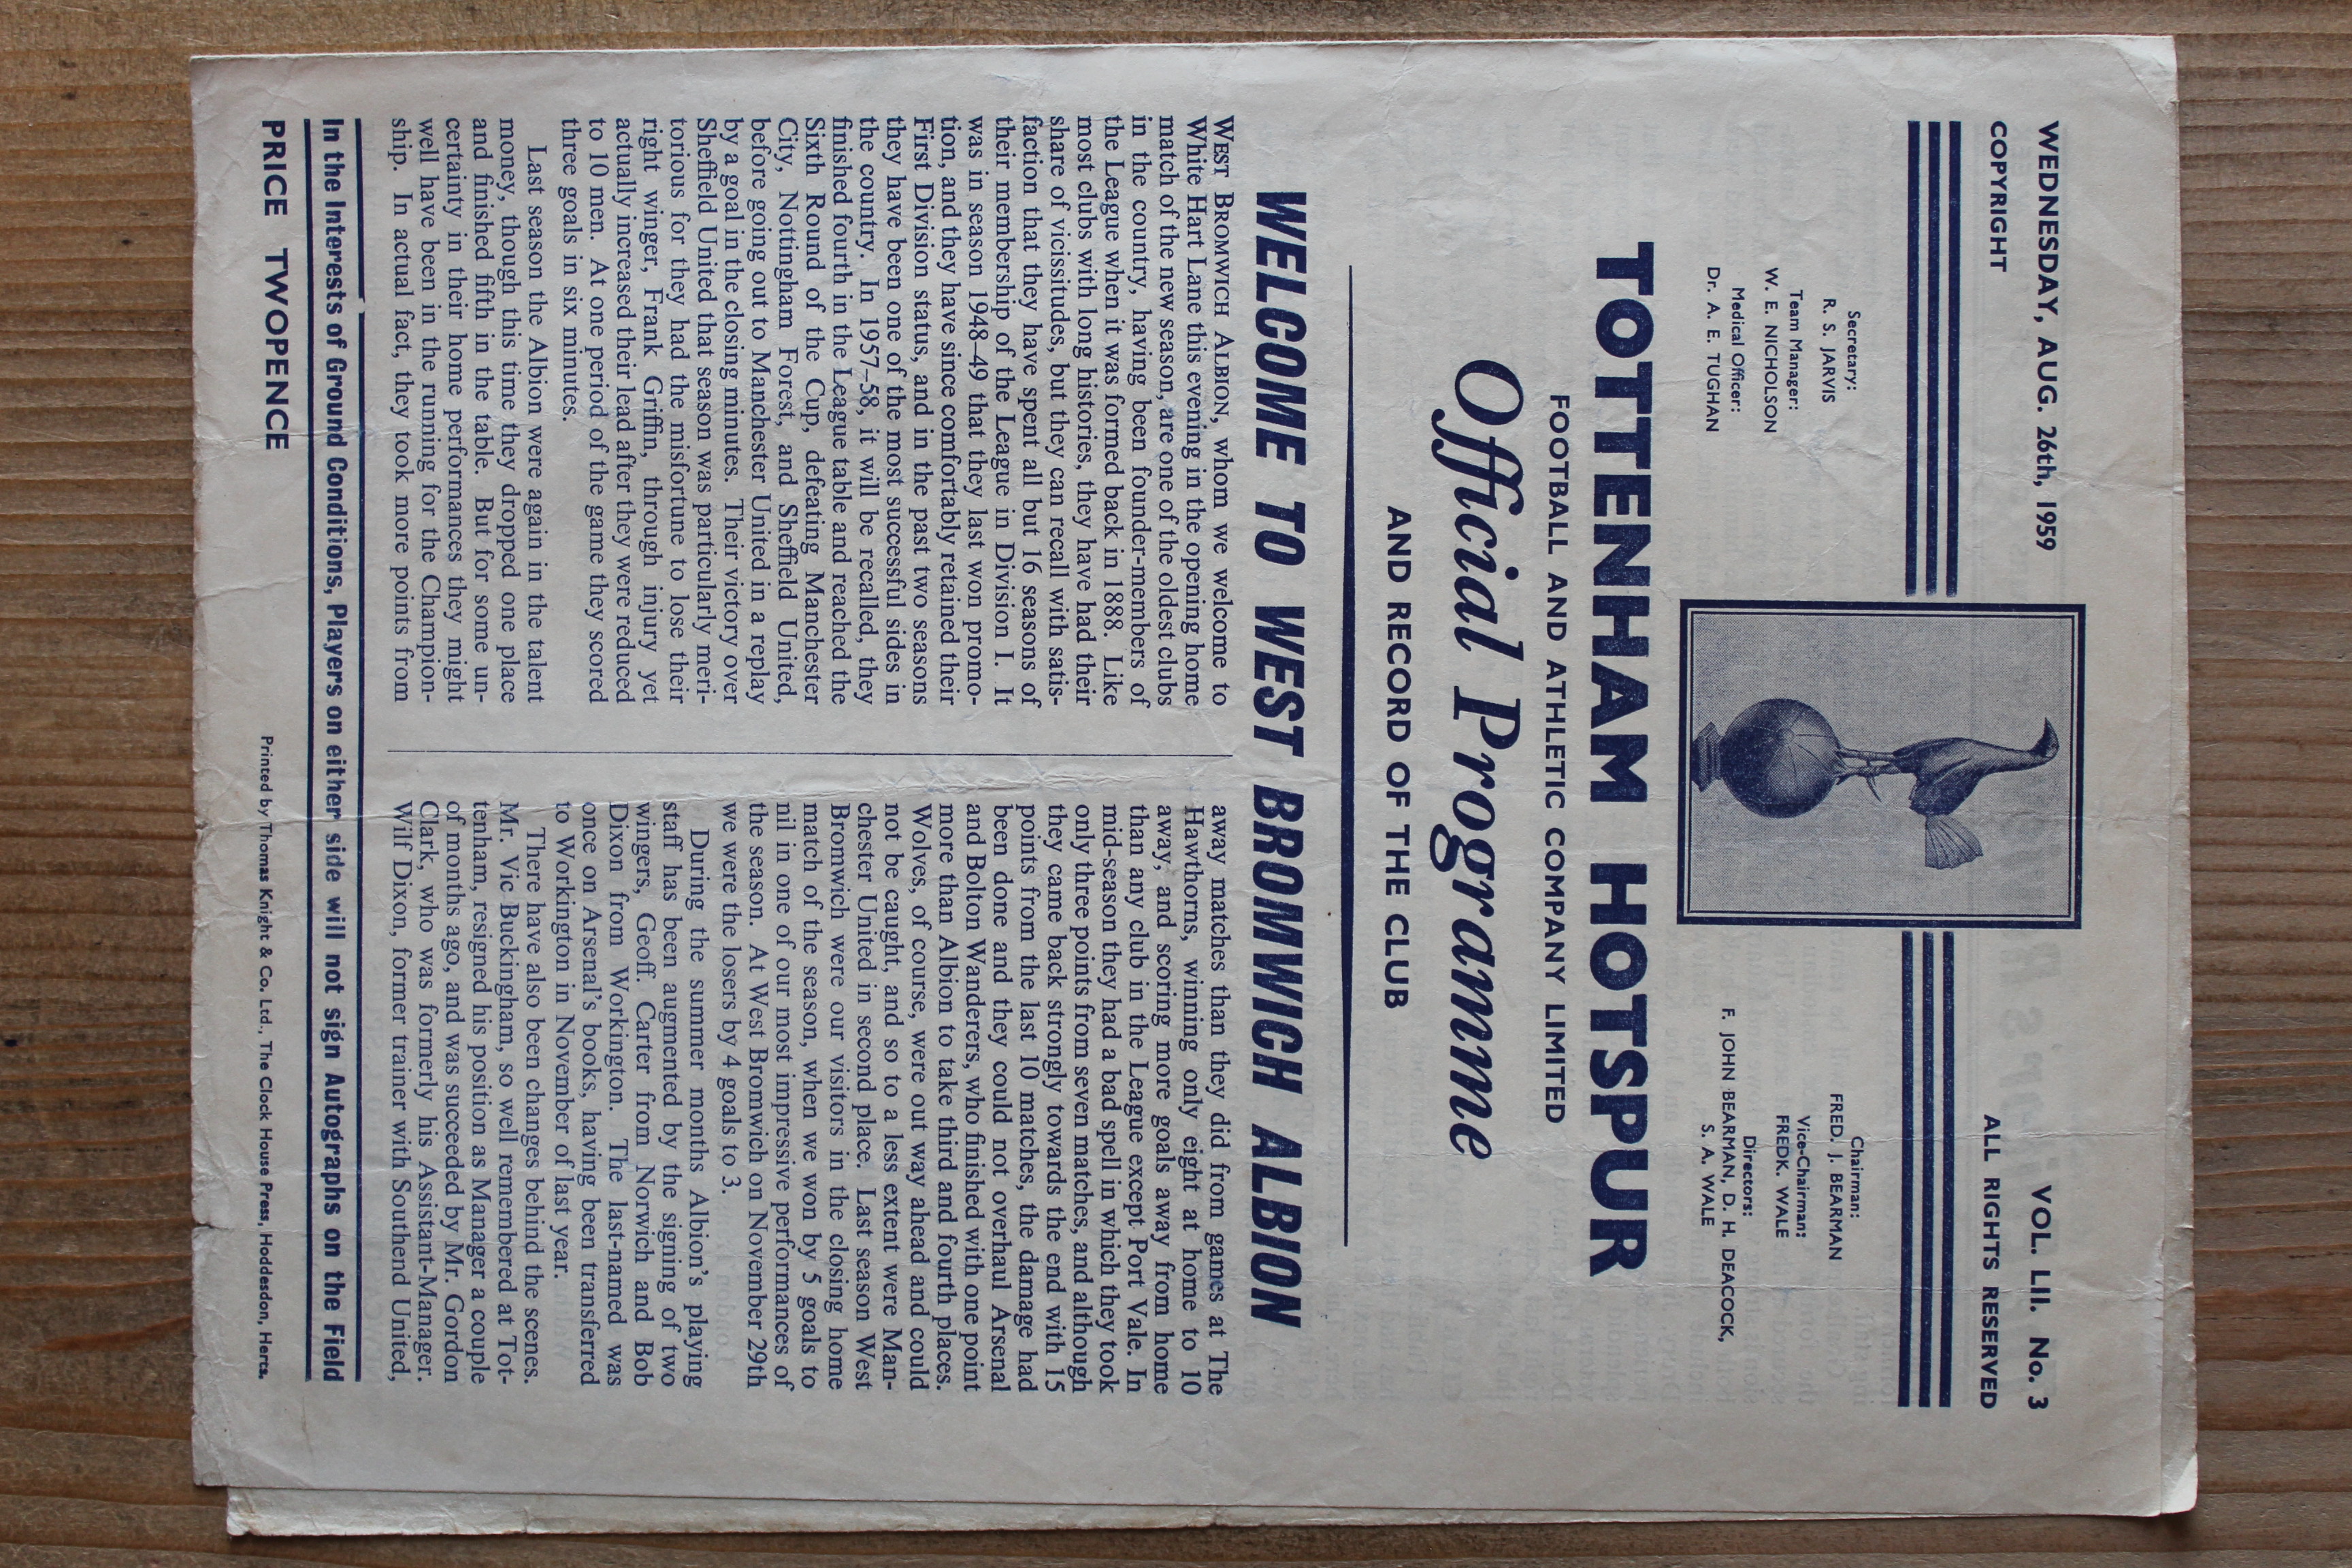 WEDNESDAY, AUG. 26th, 1959
VOL. LII. No. 3
COPYRIGHT
ALL RIGHTS RESERVED
Secretary:
R. S. JARVIS
Team Manager:
W. E. NICHOLSON
Medical Officer:
Dr. A. E. TUGHAN
Chairman:
FRED. J. BEARMAN
Vice-Chairman:
FREDK. WALE
Directors:
F. JOHN BEARMAN, D. H. DEACOCK,
S. A. WALE
TOTTENHAM HOTSPUR
FOOTBALL AND ATHLETIC COMPANY LIMITED
Official Programme
AND RECORD OF THE CLUB
WELCOME TO WEST BROMWICH ALBION
WEST BROMWICH ALBION, whom we welcome to
White Hart Lane this evening in the opening home
match of the new season, are one of the oldest clubs
in the country, having been founder-members of
the League when it was formed back in 1888. Like
most clubs with long histories, they have had their
share of vicissitudes, but they can recall with satis-
faction that they have spent all but 16 seasons of
their membership of the League in Division I. It
was in season 1948-49 that they last won promo-
tion, and they have since comfortably retained their
First Division status, and in the past two seasons
they have been one of the most successful sides in
the country. In 1957-58, it will be recalled, they
finished fourth in the League table and reached the
Sixth Round of the Cup, defeating Manchester
City, Nottingham Forest, and Sheffield United,
before going out to Manchester United in a replay
by a goal in the closing minutes. Their victory over
Sheffield United that season was particularly meri-
torious for they had the misfortune to lose their
right winger, Frank Griffin, through injury yet
actually increased their lead after they were reduced
to 10 men. At one period of the game they scored
three goals in six minutes.
Last season the Albion were again in the talent
money, though this time they dropped one place
and finished fifth in the table. But for some un-
certainty in their home performances they might
well have been in the running for the Champion-
ship. In actual fact, they took more points from
away matches than they did from games at The
Hawthorns, winning only eight at home to 10
away, and scoring more goals away from home
than any club in the League except Port Vale. In
mid-season they had a bad spell in which they took
only three points from seven matches, and although
they came back strongly towards the end with 15
points from the last 10 matches, the damage had
been done and they could not overhaul Arsenal
and Bolton Wanderers, who finished with one point
more than Albion to take third and fourth places.
Wolves, of course, were out way ahead and could
not be caught, and so to a less extent were Man-
chester United in second place. Last season West
Bromwich were our visitors in the closing home
match of the season, when we won by 5 goals to
nil in one of our most impressive performances of
the season. At West Bromwich on November 29th
we were the losers by 4 goals to 3.
During the summer months Albion's playing
staff has been augmented by the signing of two
wingers, Geoff. Carter from Norwich and Bob
Dixon from Workington. The last-named was
once on Arsenal's books, having been transferred
to Workington in November of last year.
There have also been changes behind the scenes.
Mr. Vic Buckingham, so well remembered at Tot-
tenham, resigned his position as Manager a couple
of months ago, and was succeeded by Mr. Gordon
Clark, who was formerly his Assistant-Manager.
Wilf Dixon, former trainer with Southend United,
In the Interests of Ground Conditions, Players on either side will not sign Autographs on the Field
PRICE TWOPENCE
Printed by Thomas Knight & Co. Ltd., The Clock House Press, Hoddesdon, Herts.